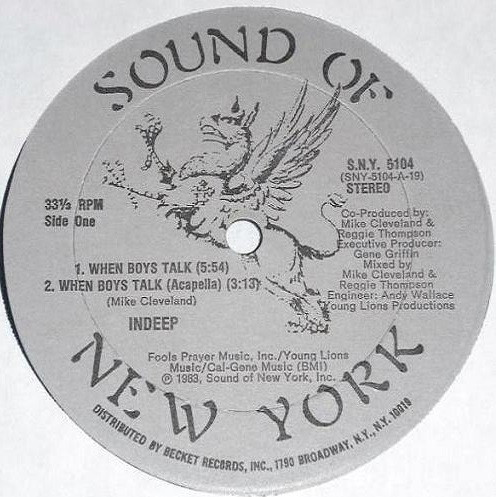 SOUND OF
NEW YORK
S.N.Y. 5104
(SNY-5104-A-19)
STEREO
33⅓ RPM
Side One
Co-Produced by:
Mike Cleveland &
Reggie Thompson
Executive Producer:
Gene Griffin
Mixed by
Mike Cleveland &
Reggie Thompson
Engineer: Andy Wallace
Young Lions Productions
1. WHEN BOYS TALK (5:54)
2. WHEN BOYS TALK (Acapella) (3:13)
(Mike Cleveland)
INDEEP
Fools Prayer Music, Inc./Young Lions
Music/Cal-Gene Music (BMI)
℗ 1983, Sound of New York, Inc.
DISTRIBUTED BY BECKET RECORDS, INC., 1790 BROADWAY, N.Y., N.Y. 10019